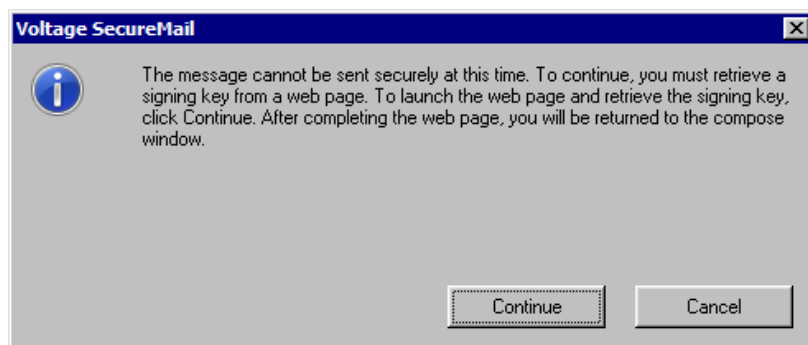 Voltage SecureMail
The message cannot be sent securely at this time. To continue, you must retrieve a
signing key from a web page. To launch the web page and retrieve the signing key,
click Continue. After completing the web page, you will be returned to the compose
window.
Continue
Cancel